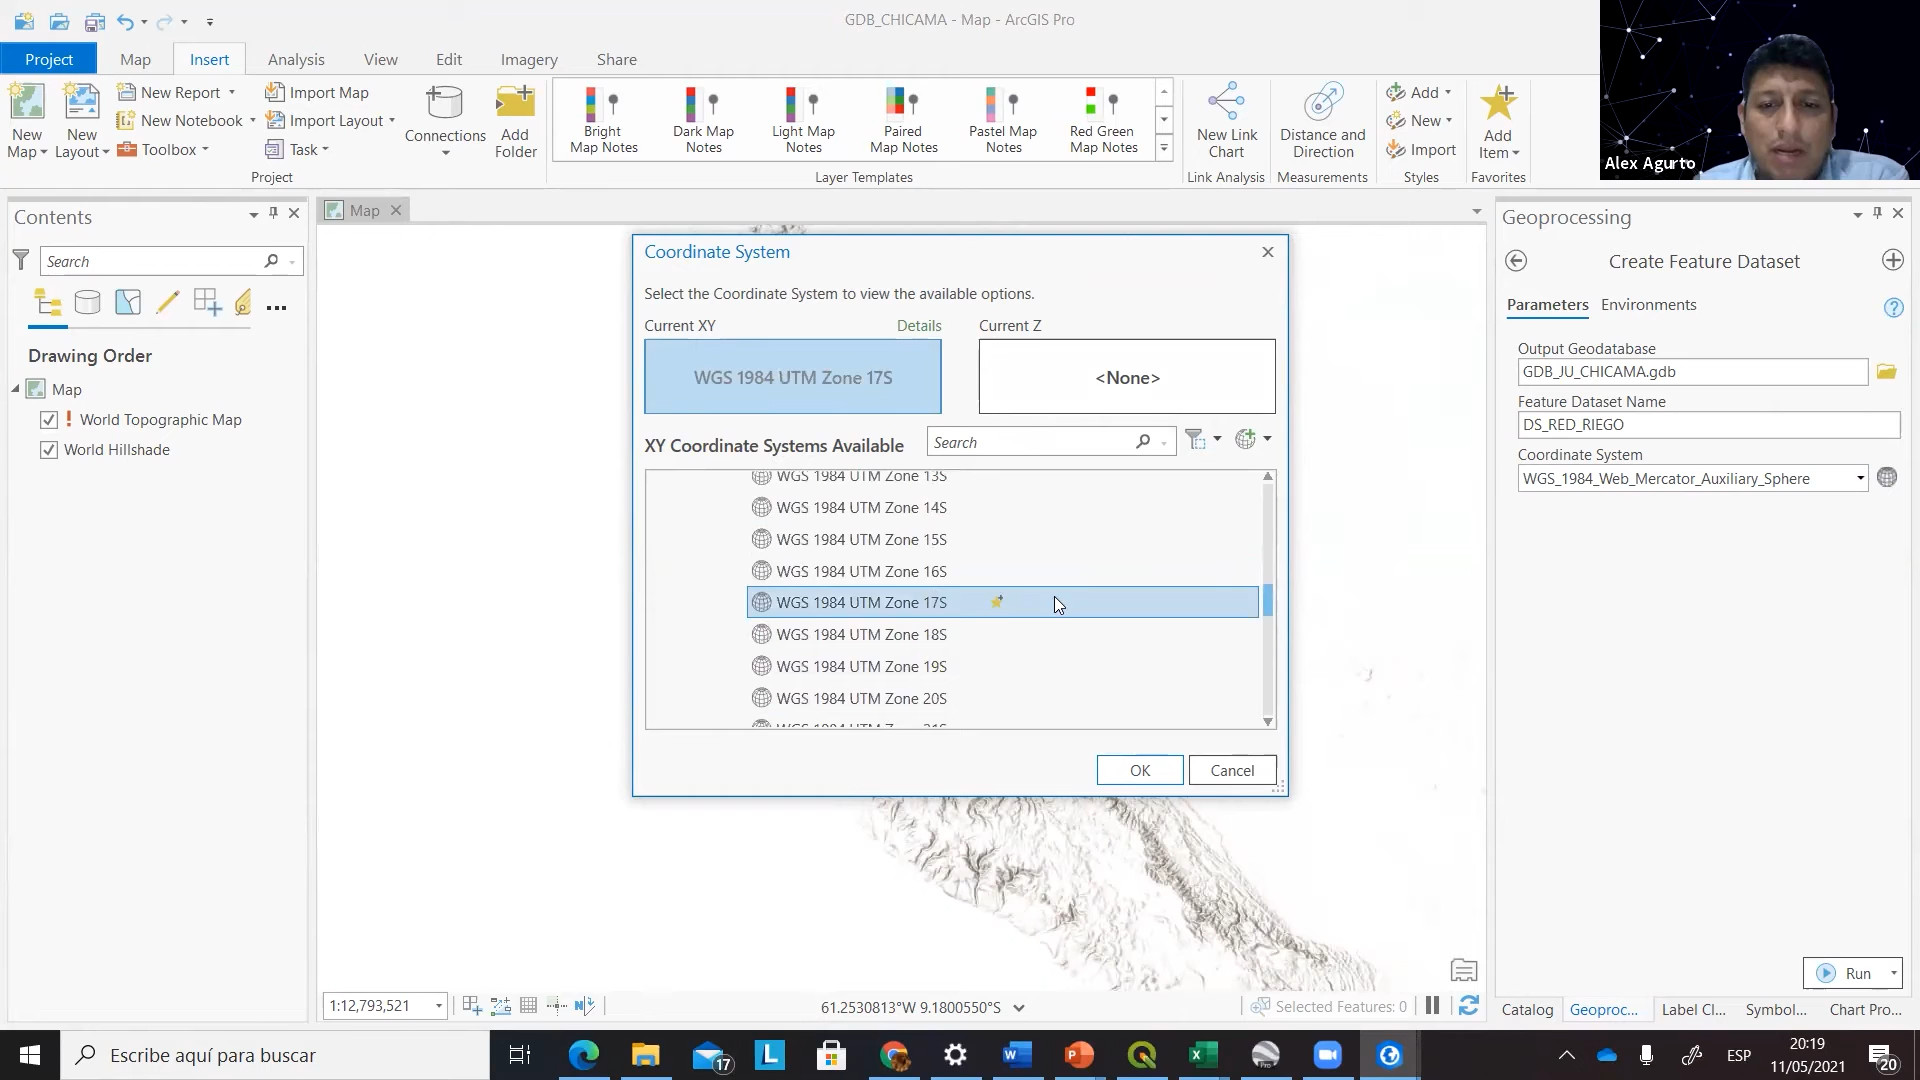 GDB_CHICAMA - Map - ArcGIS Pro
Project
Map
Insert
Analysis
View
Edit
Imagery
Share
New
Map
New
Layout
New Report
New Notebook
Toolbox
Import Map
Import Layout
Task
Connections
Add
Folder
Project
Bright
Map Notes
Dark Map
Notes
Light Map
Notes
Paired
Map Notes
Pastel Map
Notes
Red Green
Map Notes
Layer Templates
New Link
Chart
Link Analysis
Distance and
Direction
Measurements
Add
New
Import
Styles
Add
Item
Favorites
Alex Agurto
Contents
Search
Drawing Order
Map
World Topographic Map
World Hillshade
Map
Coordinate System
Select the Coordinate System to view the available options.
Current XY
Details
Current Z
WGS 1984 UTM Zone 17S
<None>
XY Coordinate Systems Available
Search
WGS 1984 UTM Zone 13S
WGS 1984 UTM Zone 14S
WGS 1984 UTM Zone 15S
WGS 1984 UTM Zone 16S
WGS 1984 UTM Zone 17S
WGS 1984 UTM Zone 18S
WGS 1984 UTM Zone 19S
WGS 1984 UTM Zone 20S
WGS 1984 UTM Zone 21S
OK
Cancel
Geoprocessing
Create Feature Dataset
Parameters
Environments
Output Geodatabase
GDB_JU_CHICAMA.gdb
Feature Dataset Name
DS_RED_RIEGO
Coordinate System
WGS_1984_Web_Mercator_Auxiliary_Sphere
Run
1:12,793,521
61.2530813°W 9.1800550°S
Selected Features: 0
Catalog
Geoproc...
Label Cl...
Symbol...
Chart Pro...
Escribe aquí para buscar
17
Pro
ESP
20:19
11/05/2021
20